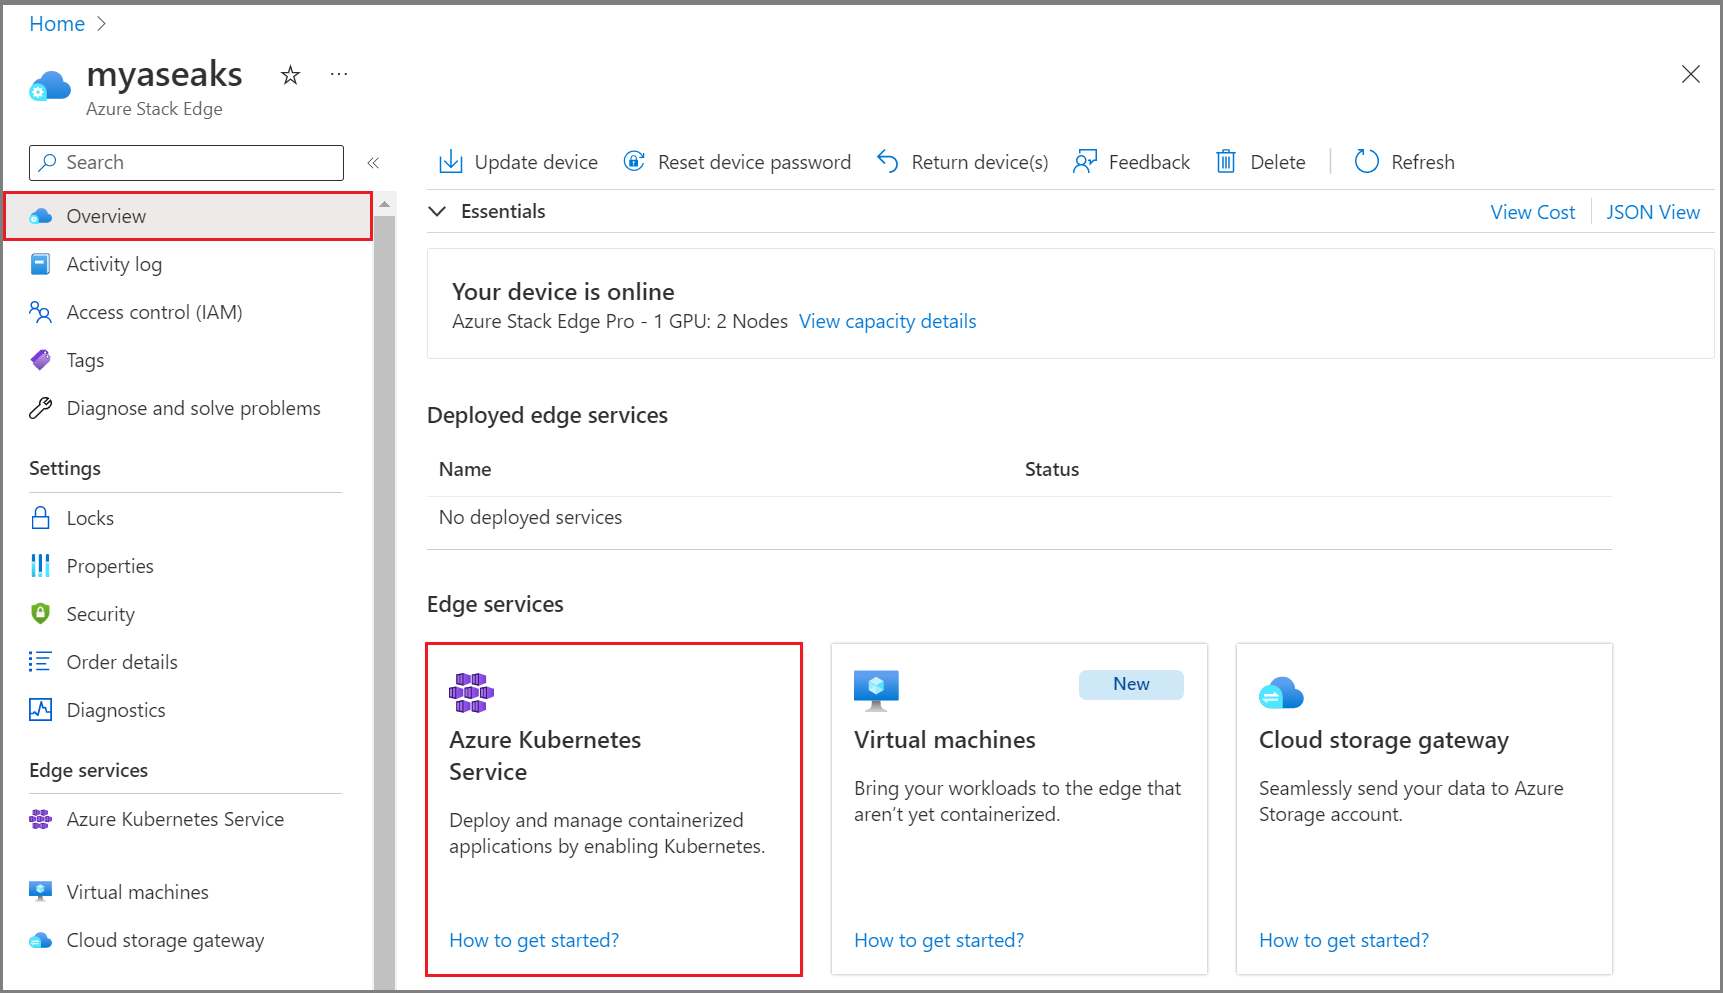 Home
myaseaks
Azure Stack Edge
Search
Update device
Reset device password
Return device(s)
Feedback
Delete
Refresh
Overview
Activity log
Access control (IAM)
Tags
Diagnose and solve problems
Settings
Locks
Properties
Security
Order details
Diagnostics
Edge services
Azure Kubernetes Service
Virtual machines
Cloud storage gateway
Essentials
View Cost
JSON View
Your device is online
Azure Stack Edge Pro - 1 GPU: 2 Nodes View capacity details
Deployed edge services
Name Status
No deployed services
Edge services
Azure Kubernetes
Service
Deploy and manage containerized
applications by enabling Kubernetes.
How to get started?
New
Virtual machines
Bring your workloads to the edge that
aren’t yet containerized.
How to get started?
Cloud storage gateway
Seamlessly send your data to Azure
Storage account.
How to get started?